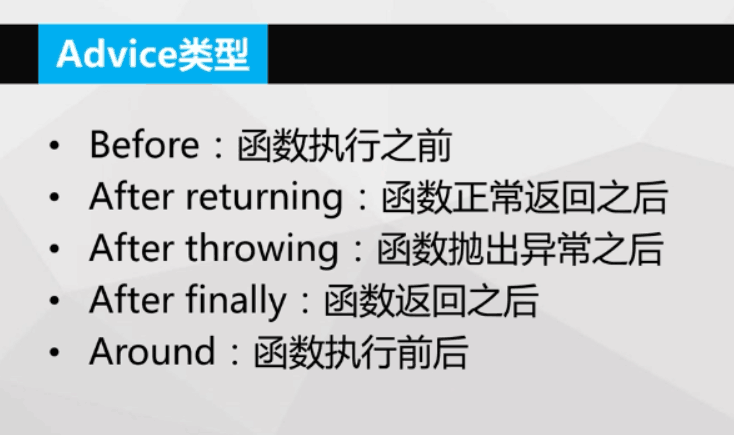 Advice类型
• Before：函数执行之前
• After returning：函数正常返回之后
• After throwing：函数抛出异常之后
• After finally：函数返回之后
• Around：函数执行前后